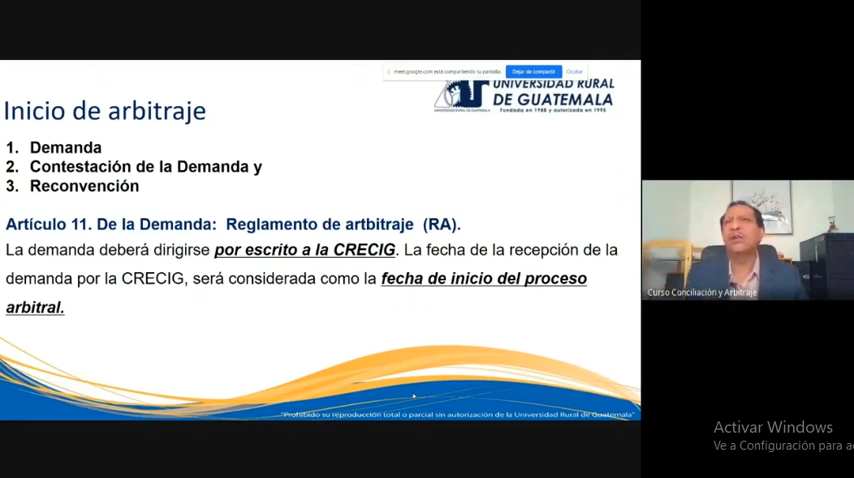 meet.google.com está compartiendo su pantalla.
Dejar de compartir
Ocultar
UNIVERSIDAD RURAL
DE GUATEMALA
Fundada en 1988 y autorizada en 1995
Inicio de arbitraje
1. Demanda
2. Contestación de la Demanda y
3. Reconvención
Artículo 11. De la Demanda: Reglamento de artbitraje (RA).
La demanda deberá dirigirse por escrito a la CRECIG. La fecha de la recepción de la
demanda por la CRECIG, será considerada como la fecha de inicio del proceso
arbitral.
"Prohibido su reproducción total o parcial sin autorización de la Universidad Rural de Guatemala"
Curso Conciliación y Arbitraje
Activar Windows
Ve a Configuración para a